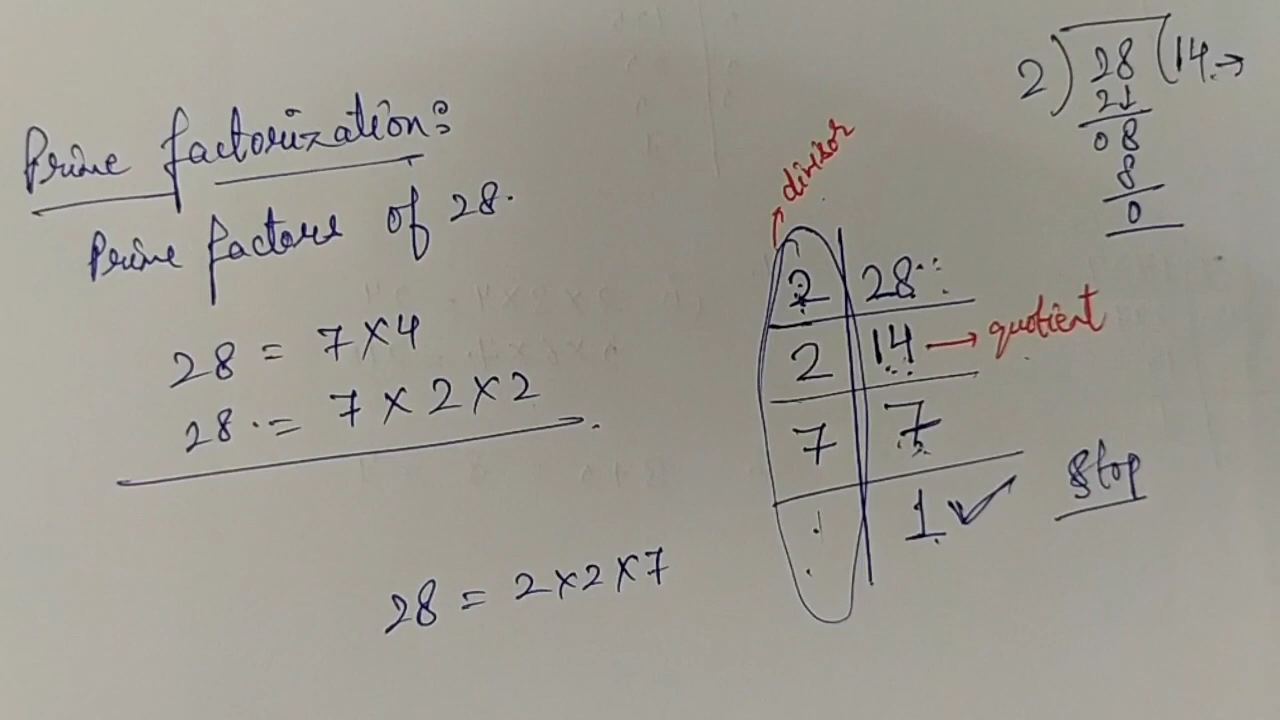 Prime factorization:
Prime factors of 28.
28 = 7 × 4
28 = 7 × 2 × 2
28 = 2 × 2 × 7
divisor
2 | 28
2 | 14 → quotient
7 | 7
1 ✓ Stop
2) 28 (14 →
2↓
08
8
0